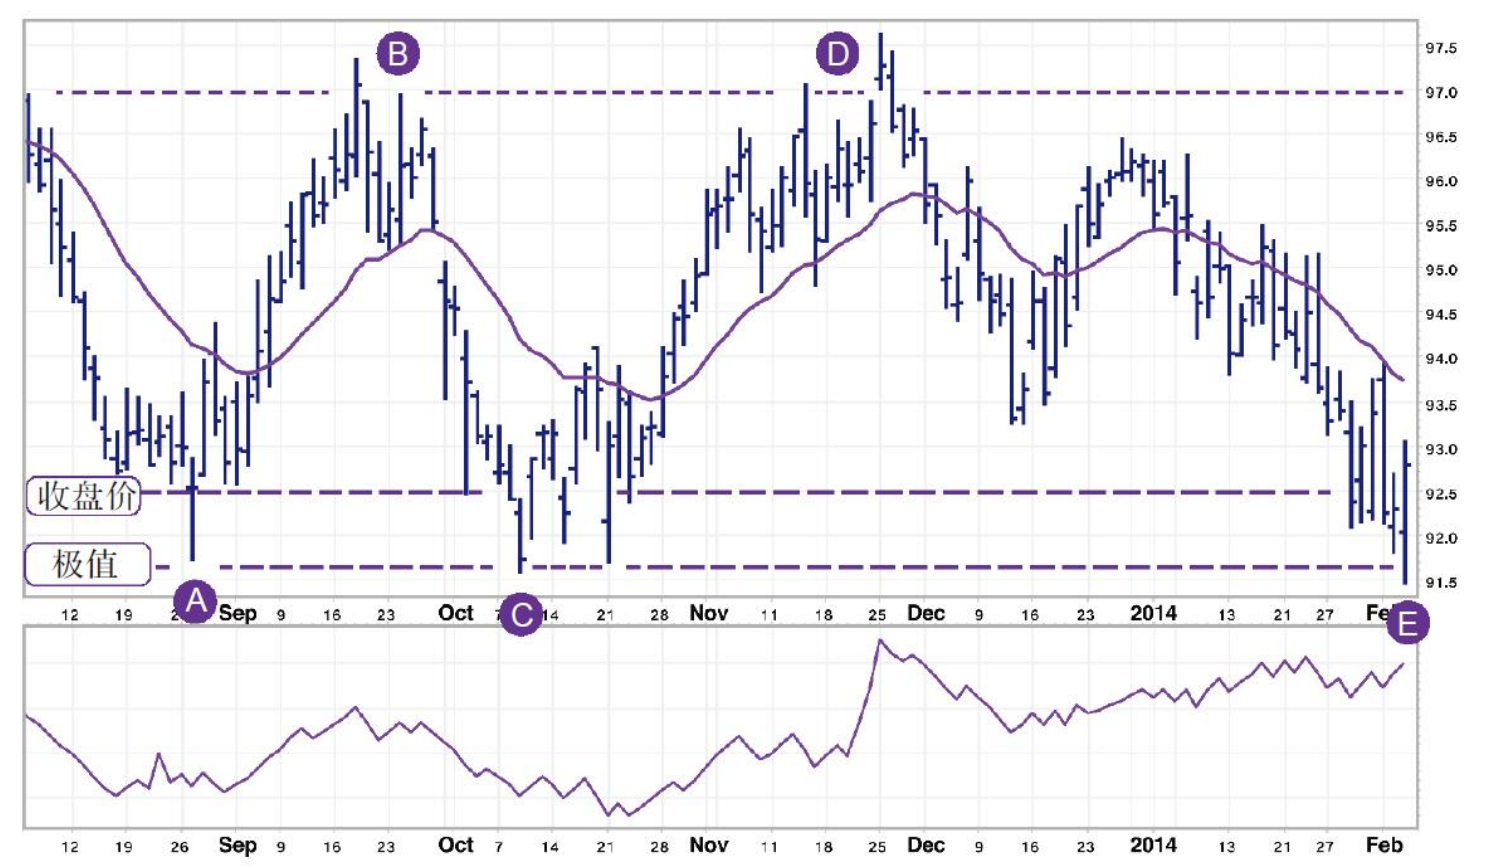 B
D
97.5
97.0
96.5
96.0
95.5
95.0
94.5
94.0
93.5
93.0
收盘价
92.5
92.0
极值
91.5
A
C
E
12 19 2 Sep 9 16 23 Oct 7 14 21 28 Nov 11 18 25 Dec 9 16 23 2014 13 21 27 Fe
12 19 26 Sep 9 16 23 Oct 7 14 21 28 Nov 11 18 25 Dec 9 16 23 2014 13 21 27 Feb